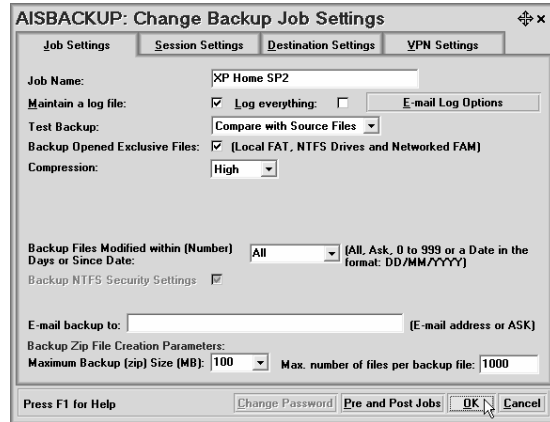 AISBACKUP: Change Backup Job Settings
Job Settings Session Settings Destination Settings VPN Settings
Job Name: XP Home SP2
Maintain a log file: Log everything: E-mail Log Options
Test Backup: Compare with Source Files
Backup Opened Exclusive Files: (Local FAT, NTFS Drives and Networked FAM)
Compression: High
Backup Files Modified within (Number) Days or Since Date: All (All, Ask, 0 to 999 or a Date in the format: DD/MM/YYYY)
Backup NTFS Security Settings
E-mail backup to: (E-mail address or ASK)
Backup Zip File Creation Parameters:
Maximum Backup (zip) Size (MB): 100 Max. number of files per backup file: 1000
Press F1 for Help Change Password Pre and Post Jobs OK Cancel